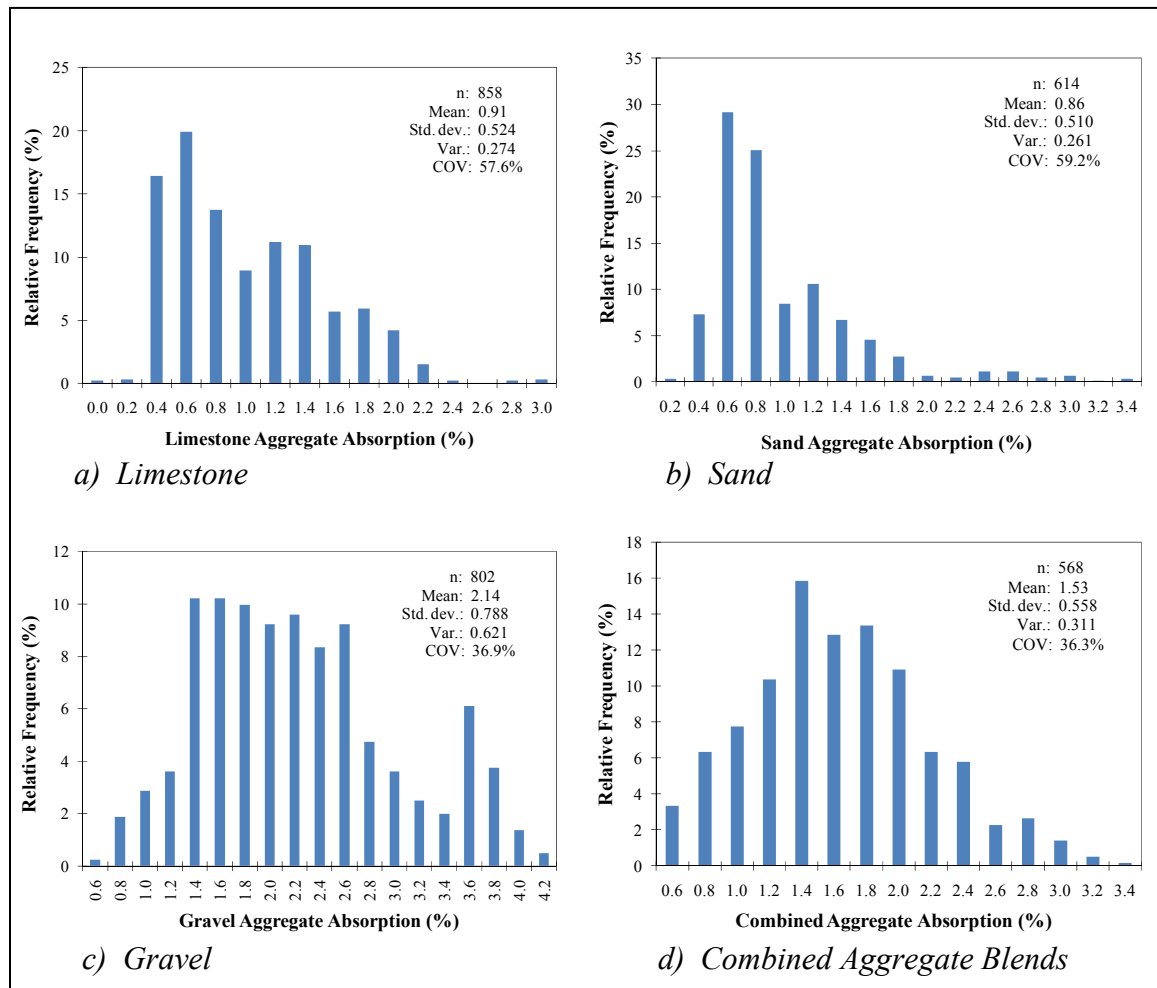 25
20
15
10
5
0
Relative Frequency (%)
n: 858
Mean: 0.91
Std. dev.: 0.524
Var.: 0.274
COV: 57.6%
0.0 0.2 0.4 0.6 0.8 1.0 1.2 1.4 1.6 1.8 2.0 2.2 2.4 2.6 2.8 3.0
Limestone Aggregate Absorption (%)
a) Limestone
35
30
25
20
15
10
5
0
Relative Frequency (%)
n: 614
Mean: 0.86
Std. dev.: 0.510
Var.: 0.261
COV: 59.2%
0.2 0.4 0.6 0.8 1.0 1.2 1.4 1.6 1.8 2.0 2.2 2.4 2.6 2.8 3.0 3.2 3.4
Sand Aggregate Absorption (%)
b) Sand
12
10
8
6
4
2
0
Relative Frequency (%)
n: 802
Mean: 2.14
Std. dev.: 0.788
Var.: 0.621
COV: 36.9%
0.6 0.8 1.0 1.2 1.4 1.6 1.8 2.0 2.2 2.4 2.6 2.8 3.0 3.2 3.4 3.6 3.8 4.0 4.2
Gravel Aggregate Absorption (%)
c) Gravel
18
16
14
12
10
8
6
4
2
0
Relative Frequency (%)
n: 568
Mean: 1.53
Std. dev.: 0.558
Var.: 0.311
COV: 36.3%
0.6 0.8 1.0 1.2 1.4 1.6 1.8 2.0 2.2 2.4 2.6 2.8 3.0 3.2 3.4
Combined Aggregate Absorption (%)
d) Combined Aggregate Blends